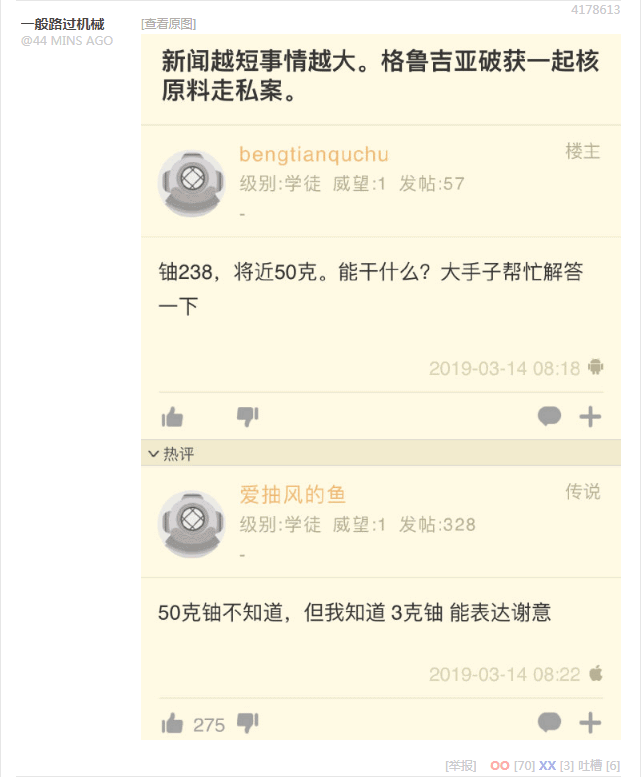 4178613
一般路过机械
[查看原图]
@44 MINS AGO
新闻越短事情越大。格鲁吉亚破获一起核
原料走私案。
bengtianquchu
楼主
级别:学徒 威望:1 发帖:57
-
铀238，将近50克。能干什么？大手子帮忙解答
一下
2019-03-14 08:18
热评
爱抽风的鱼
传说
级别:学徒 威望:1 发帖:328
-
50克铀不知道，但我知道 3克铀 能表达谢意
2019-03-14 08:22
275
[举报] OO [70] XX [3] 吐槽 [6]